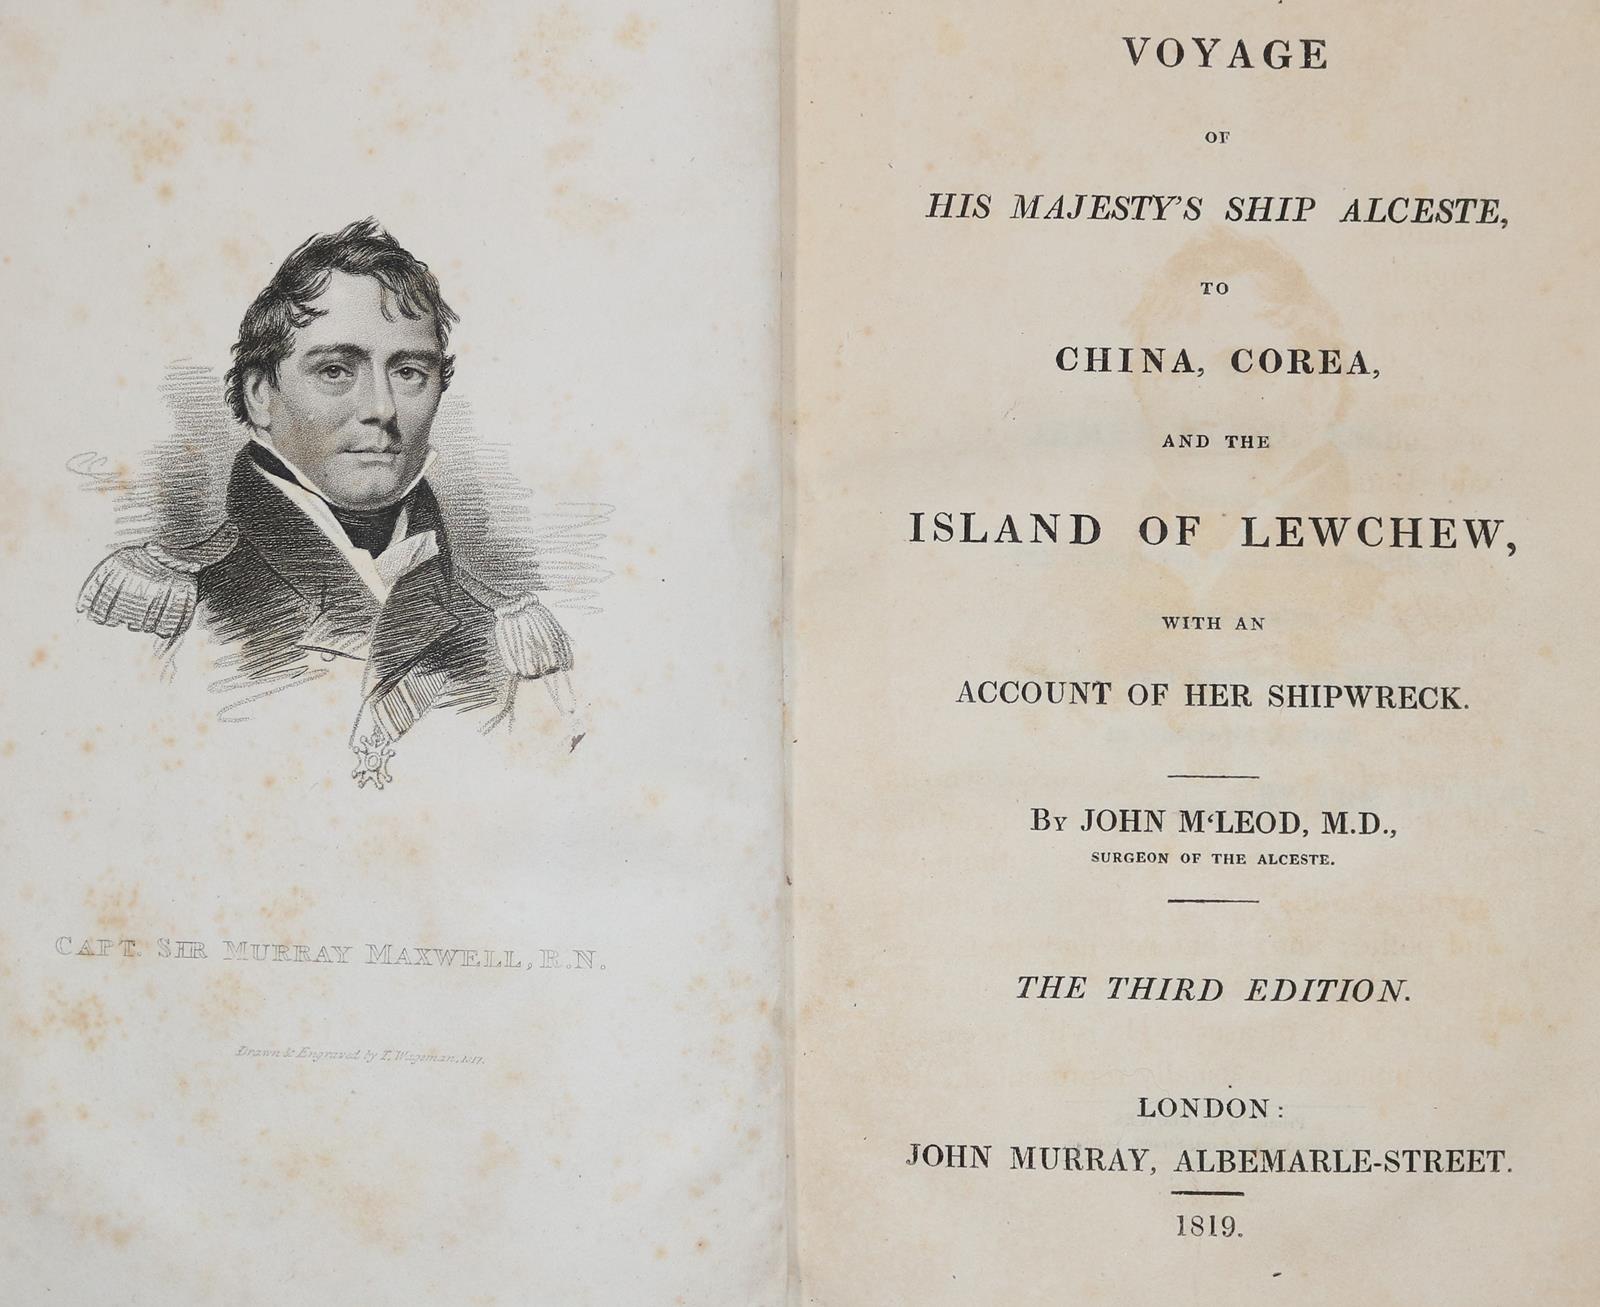 CAPT. SIR MURRAY MAXWELL, R.N.
Drawn & Engraved by T. Wageman, 1817.
VOYAGE
OF
HIS MAJESTY'S SHIP ALCESTE,
TO
CHINA, COREA,
AND THE
ISLAND OF LEWCHEW,
WITH AN
ACCOUNT OF HER SHIPWRECK.
By JOHN M‘LEOD, M.D.,
SURGEON OF THE ALCESTE.
THE THIRD EDITION.
LONDON:
JOHN MURRAY, ALBEMARLE-STREET.
1819.